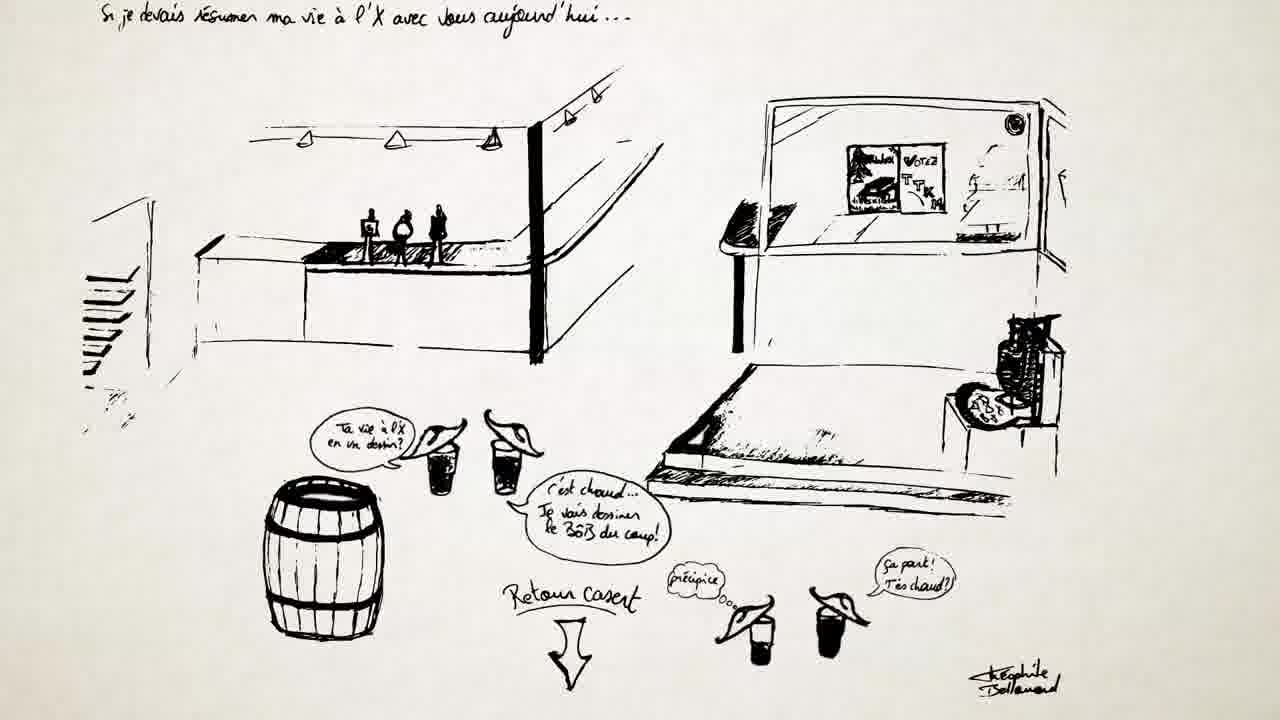 Si je devais résumer ma vie à l'X avec vous aujourd'hui...
VOTEZ
TTK
Ta vie à l'X
en un dessin?
C'est chaud...
Je vais dessiner
le BôB du coup!
Retour casert
précipice
ça part!
T'es chaud?!
Théophile